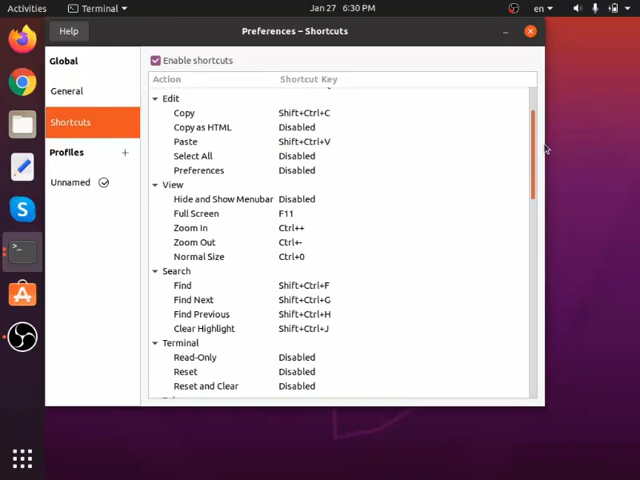 Activities Terminal Jan 27 6:30 PM en
Help Preferences – Shortcuts
Global
General
Shortcuts
Profiles +
Unnamed
Enable shortcuts
Action Shortcut Key
Edit
Copy Shift+Ctrl+C
Copy as HTML Disabled
Paste Shift+Ctrl+V
Select All Disabled
Preferences Disabled
View
Hide and Show Menubar Disabled
Full Screen F11
Zoom In Ctrl++
Zoom Out Ctrl+-
Normal Size Ctrl+0
Search
Find Shift+Ctrl+F
Find Next Shift+Ctrl+G
Find Previous Shift+Ctrl+H
Clear Highlight Shift+Ctrl+J
Terminal
Read-Only Disabled
Reset Disabled
Reset and Clear Disabled